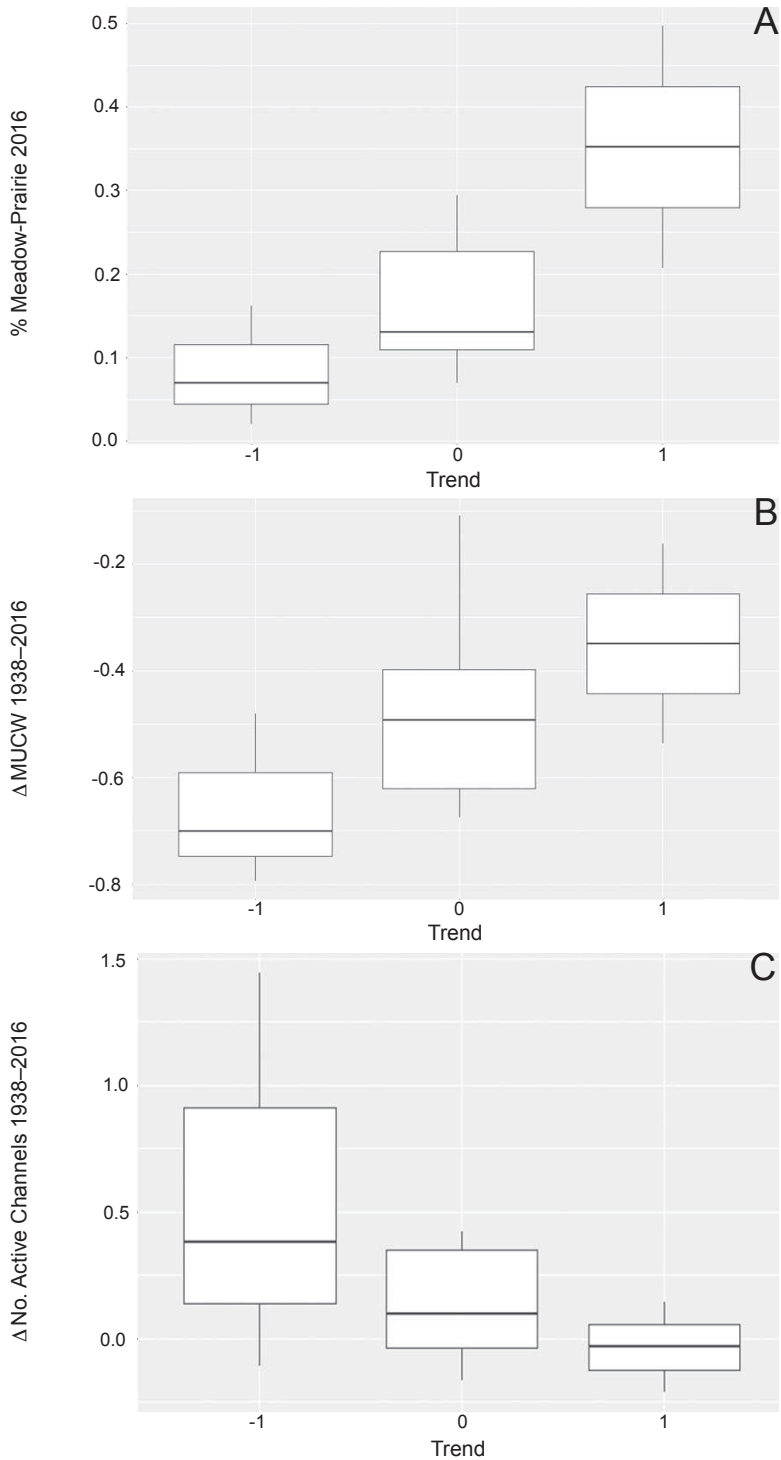 A
% Meadow-Prairie 2016
0.5
0.4
0.3
0.2
0.1
0.0
-1 0 1
Trend
B
Δ MUCW 1938–2016
-0.2
-0.4
-0.6
-0.8
-1 0 1
Trend
C
Δ No. Active Channels 1938–2016
1.5
1.0
0.5
0.0
-1 0 1
Trend